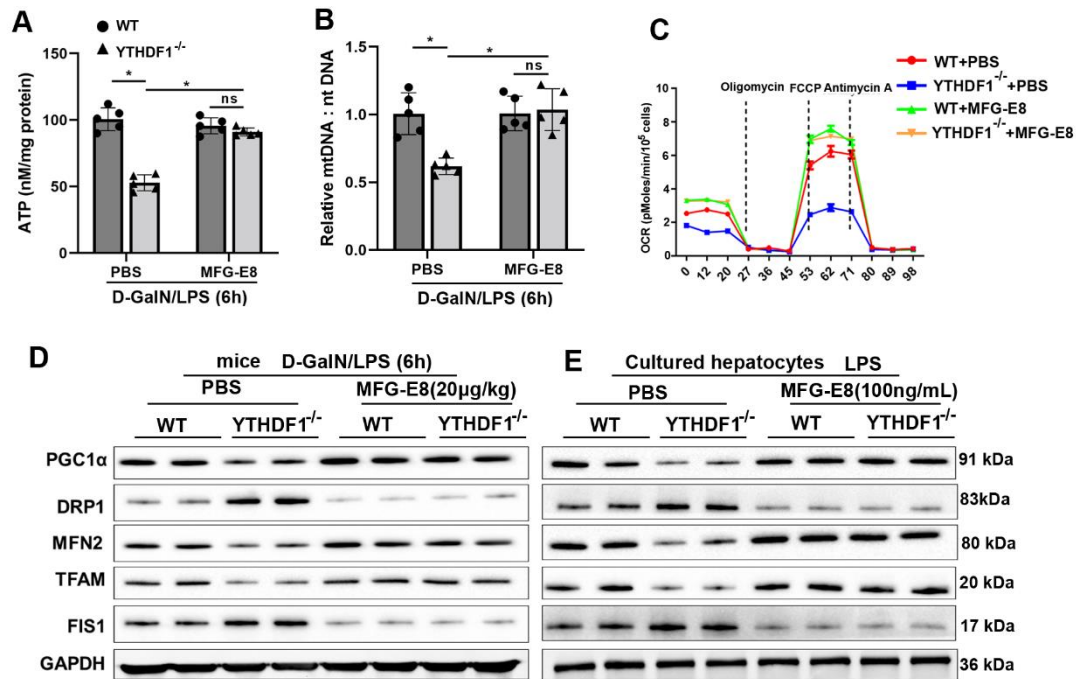 A
WT
YTHDF1-/-
ATP (nM/mg protein)
150
100
50
0
*
*
ns
PBS
MFG-E8
D-GalN/LPS (6h)
B
Relative mtDNA : nt DNA
1.5
1.0
0.5
0.0
*
*
ns
PBS
MFG-E8
D-GalN/LPS (6h)
C
OCR (pMoles/min/10⁵ cells)
10
8
6
4
2
0
Oligomycin
FCCP
Antimycin A
0 12 20 27 36 45 53 62 71 80 89 98
WT+PBS
YTHDF1-/-+PBS
WT+MFG-E8
YTHDF1-/-+MFG-E8
D
mice D-GalN/LPS (6h)
PBS
MFG-E8(20μg/kg)
WT YTHDF1-/- WT YTHDF1-/-
PGC1α
DRP1
MFN2
TFAM
FIS1
GAPDH
E
Cultured hepatocytes LPS
PBS
MFG-E8(100ng/mL)
WT YTHDF1-/- WT YTHDF1-/-
91 kDa
83kDa
80 kDa
20 kDa
17 kDa
36 kDa